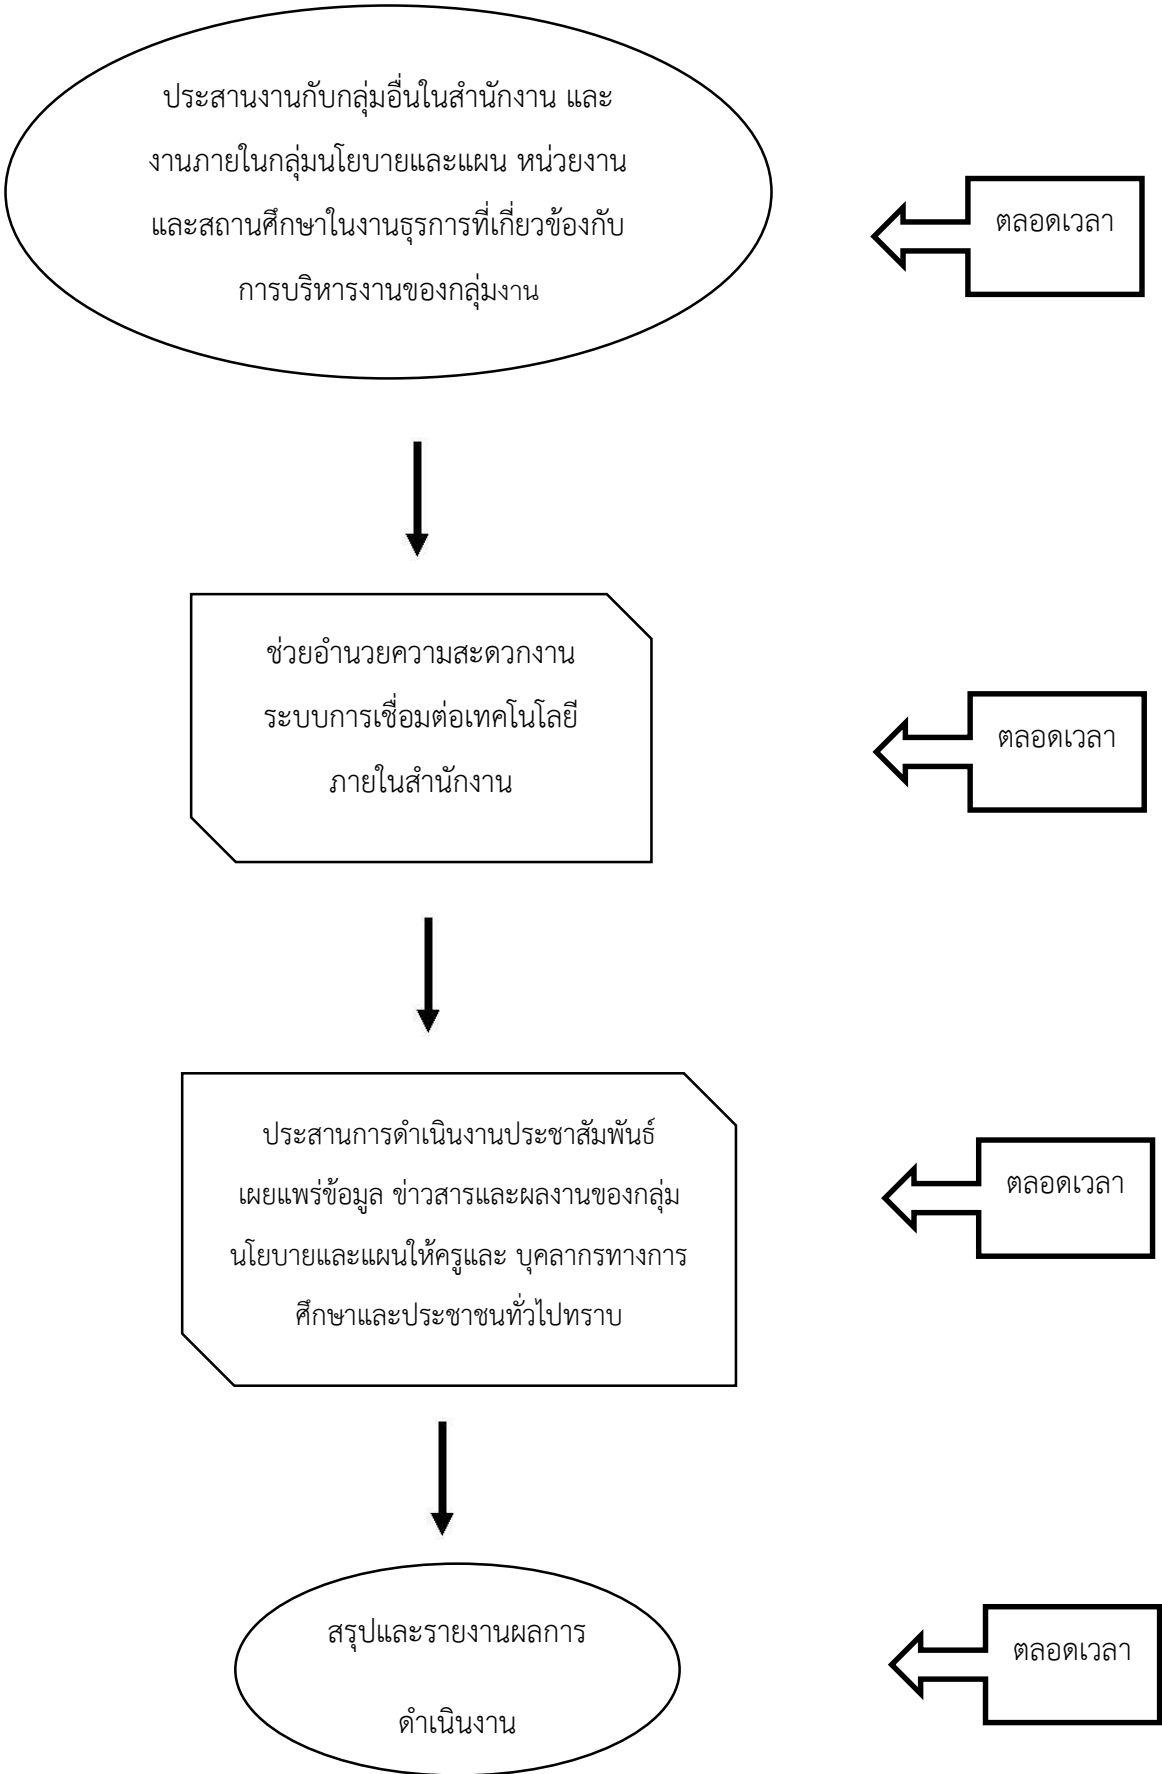 ประสานงานกับกลุ่มอื่นในสำนักงาน และ
งานภายในกลุ่มนโยบายและแผน หน่วยงาน
และสถานศึกษาในงานธุรการที่เกี่ยวข้องกับ
การบริหารงานของกลุ่มงาน
ตลอดเวลา
ช่วยอำนวยความสะดวกงาน
ระบบการเชื่อมต่อเทคโนโลยี
ภายในสำนักงาน
ตลอดเวลา
ประสานการดำเนินงานประชาสัมพันธ์
เผยแพร่ข้อมูล ข่าวสารและผลงานของกลุ่ม
นโยบายและแผนให้ครูและ บุคลากรทางการ
ศึกษาและประชาชนทั่วไปทราบ
ตลอดเวลา
สรุปและรายงานผลการ
ดำเนินงาน
ตลอดเวลา